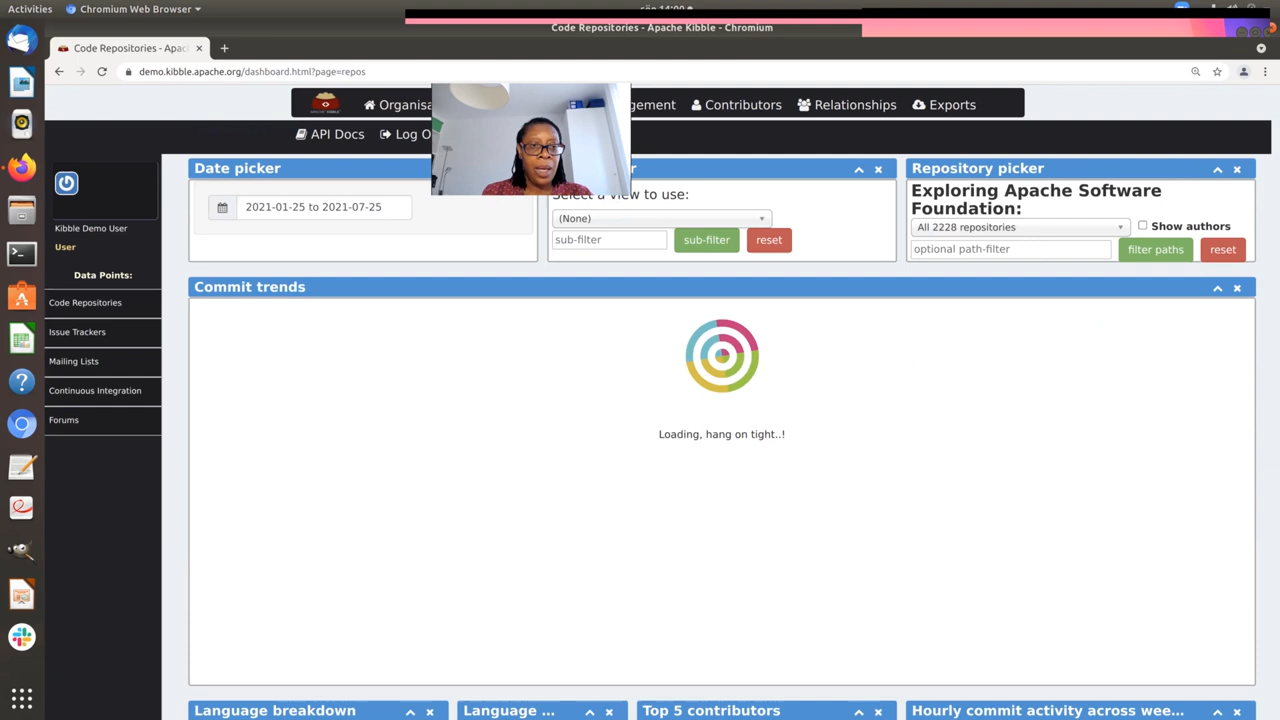 Activities
Chromium Web Browser
Code Repositories - Apache Kibble - Chromium
Code Repositories - Apac
demo.kibble.apache.org/dashboard.html?page=repos
APACHE KIBBLE
Organisa
gement
Contributors
Relationships
Exports
API Docs
Log O
Kibble Demo User
User
Data Points:
Code Repositories
Issue Trackers
Mailing Lists
Continuous Integration
Forums
Date picker
2021-01-25 to 2021-07-25
Select a view to use:
(None)
sub-filter
sub-filter
reset
Repository picker
Exploring Apache Software
Foundation:
All 2228 repositories
Show authors
optional path-filter
filter paths
reset
Commit trends
Loading, hang on tight..!
Language breakdown
Language ...
Top 5 contributors
Hourly commit activity across wee...